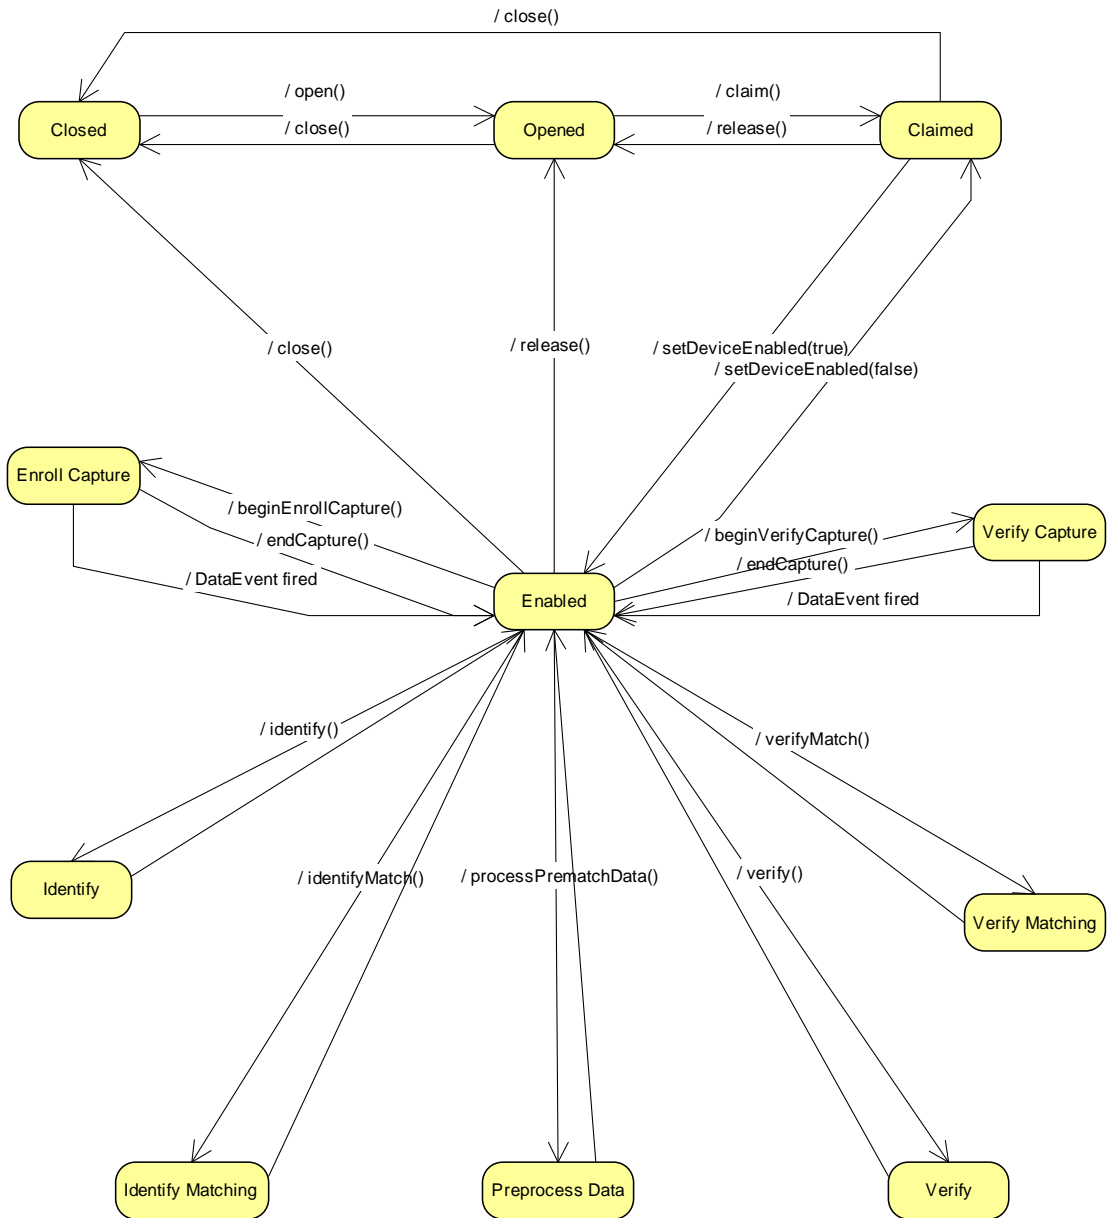 / close()
/ open()
/ claim()
Closed
/ close()
Opened
/ release()
Claimed
/ close()
/ release()
/ setDeviceEnabled(true)
/ setDeviceEnabled(false)
Enroll Capture
/ beginEnrollCapture()
/ endCapture()
/ beginVerifyCapture()
Verify Capture
/ endCapture()
/ DataEvent fired
Enabled
/ DataEvent fired
/ identify()
/ verifyMatch()
Identify
/ identifyMatch()
/ processPrematchData()
/ verify()
Verify Matching
Identify Matching
Preprocess Data
Verify